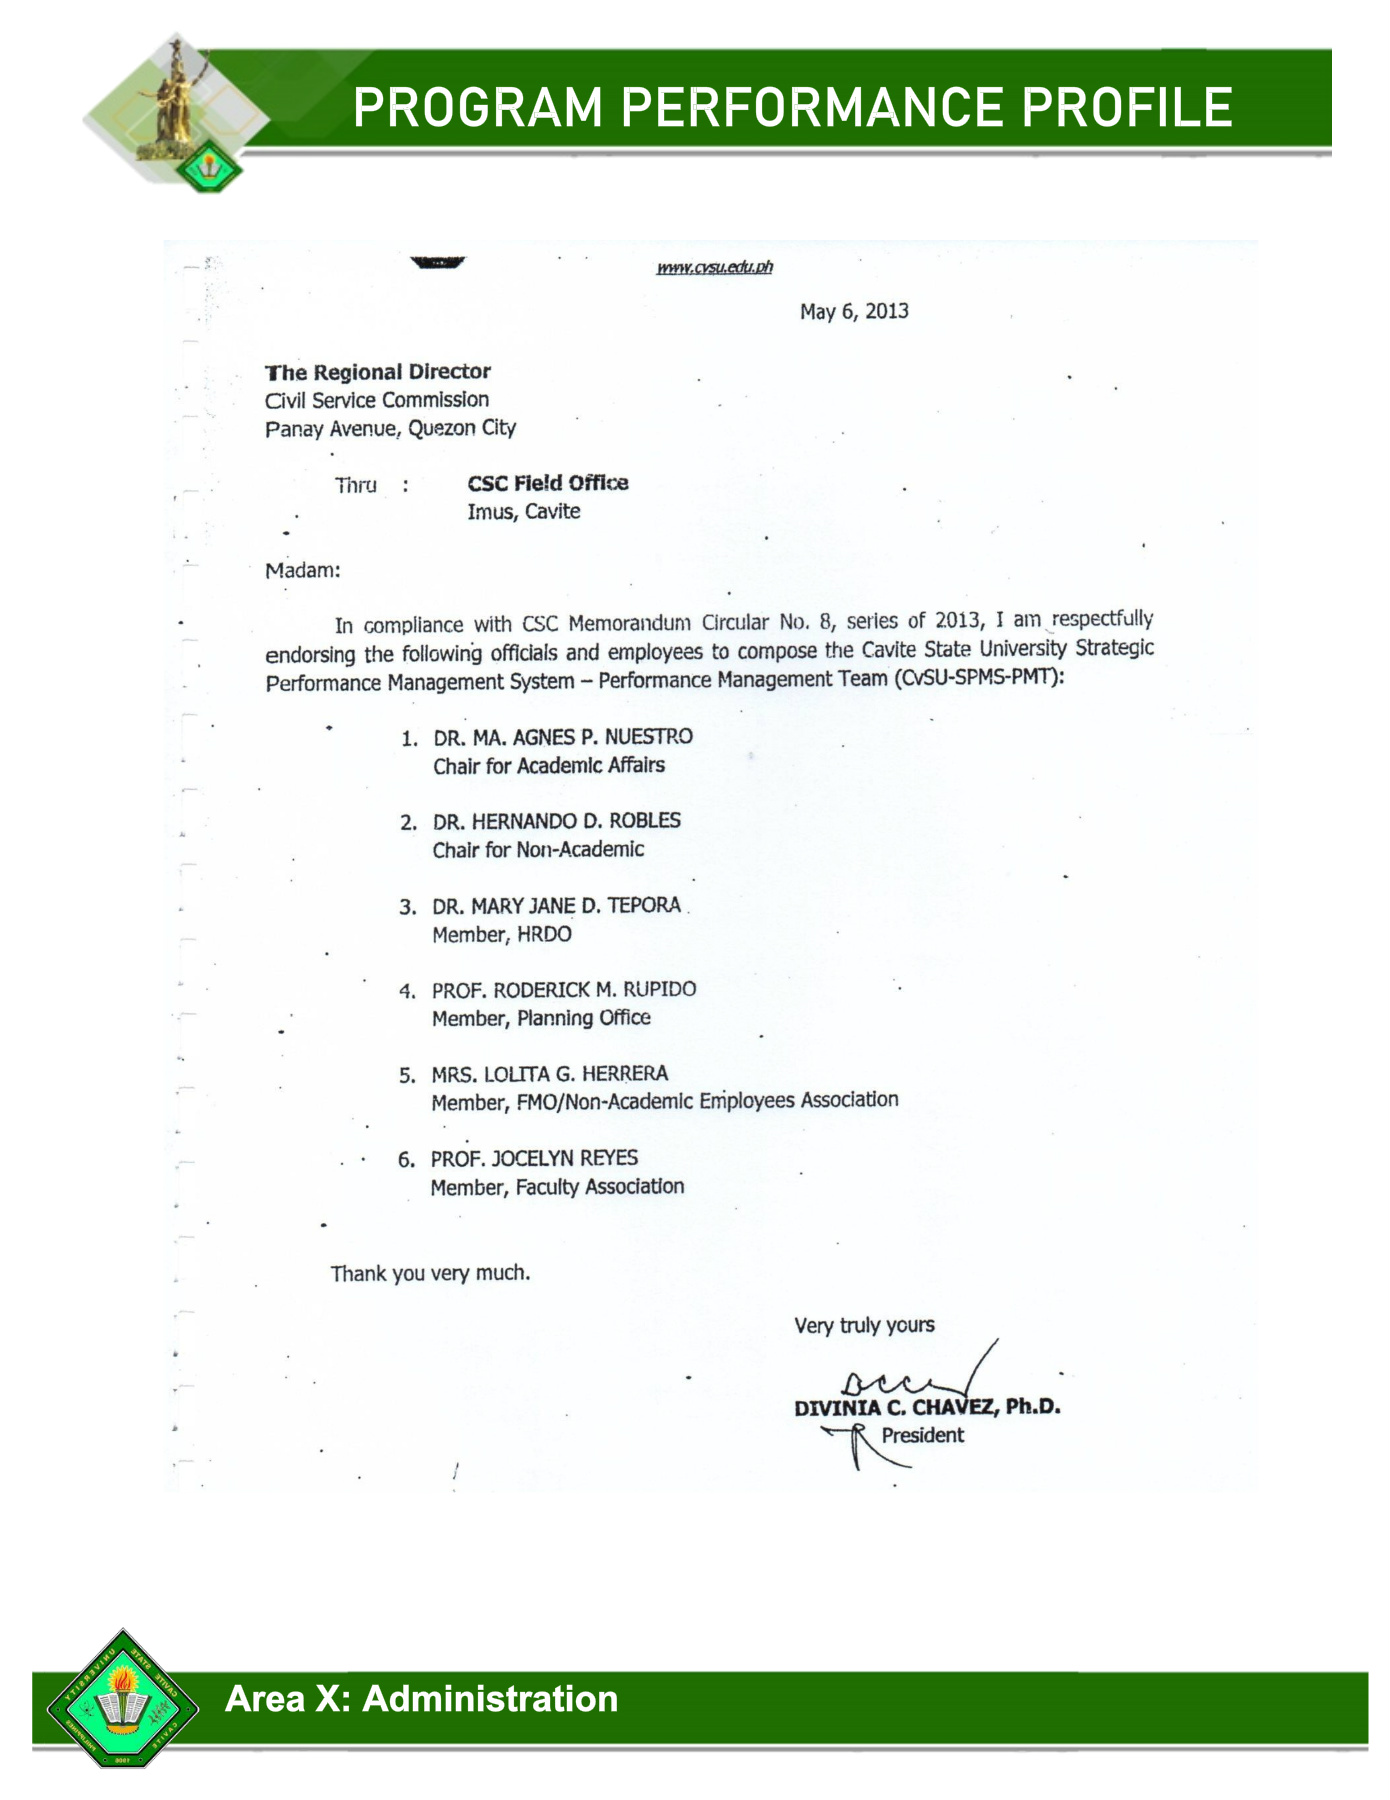 PROGRAM PERFORMANCE PROFILE
www.cvsu.edu.ph
May 6, 2013
The Regional Director
Civil Service Commission
Panay Avenue, Quezon City
Thru : CSC Field Office
Imus, Cavite
Madam:
In compliance with CSC Memorandum Circular No. 8, series of 2013, I am respectfully
endorsing the following officials and employees to compose the Cavite State University Strategic
Performance Management System – Performance Management Team (CvSU-SPMS-PMT):
1. DR. MA. AGNES P. NUESTRO
Chair for Academic Affairs
2. DR. HERNANDO D. ROBLES
Chair for Non-Academic
3. DR. MARY JANE D. TEPORA
Member, HRDO
4. PROF. RODERICK M. RUPIDO
Member, Planning Office
5. MRS. LOLITA G. HERRERA
Member, FMO/Non-Academic Employees Association
6. PROF. JOCELYN REYES
Member, Faculty Association
Thank you very much.
Very truly yours
DIVINIA C. CHAVEZ, Ph.D.
President
CAVITE STATE UNIVERSITY
CAVITE
PHILIPPINES
1906
Area X: Administration